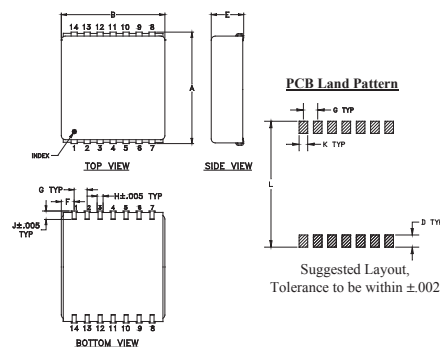 B
E
14 13 12 11 10 9 8
A
INDEX
1 2 3 4 5 6 7
TOP VIEW
SIDE VIEW
PCB Land Pattern
G TYP
K TYP
L
D TY
Suggested Layout,
Tolerance to be within ±.002
G TYP
H±.005 TYP
F
1 2 3 4 5 6 7
J±.005
TYP
14 13 12 11 10 9 8
BOTTOM VIEW